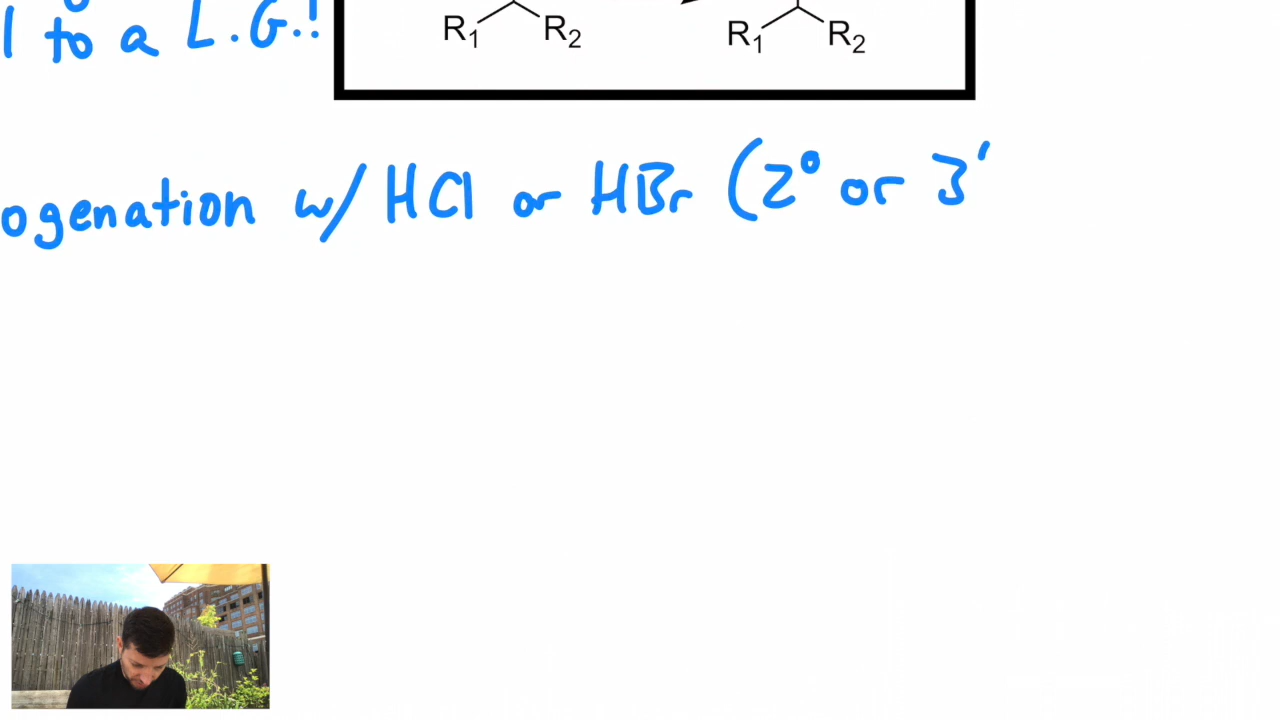 R1 R2 R1 R2
l to a L.G.!
ogenation w/ HCl or HBr (2° or 3'